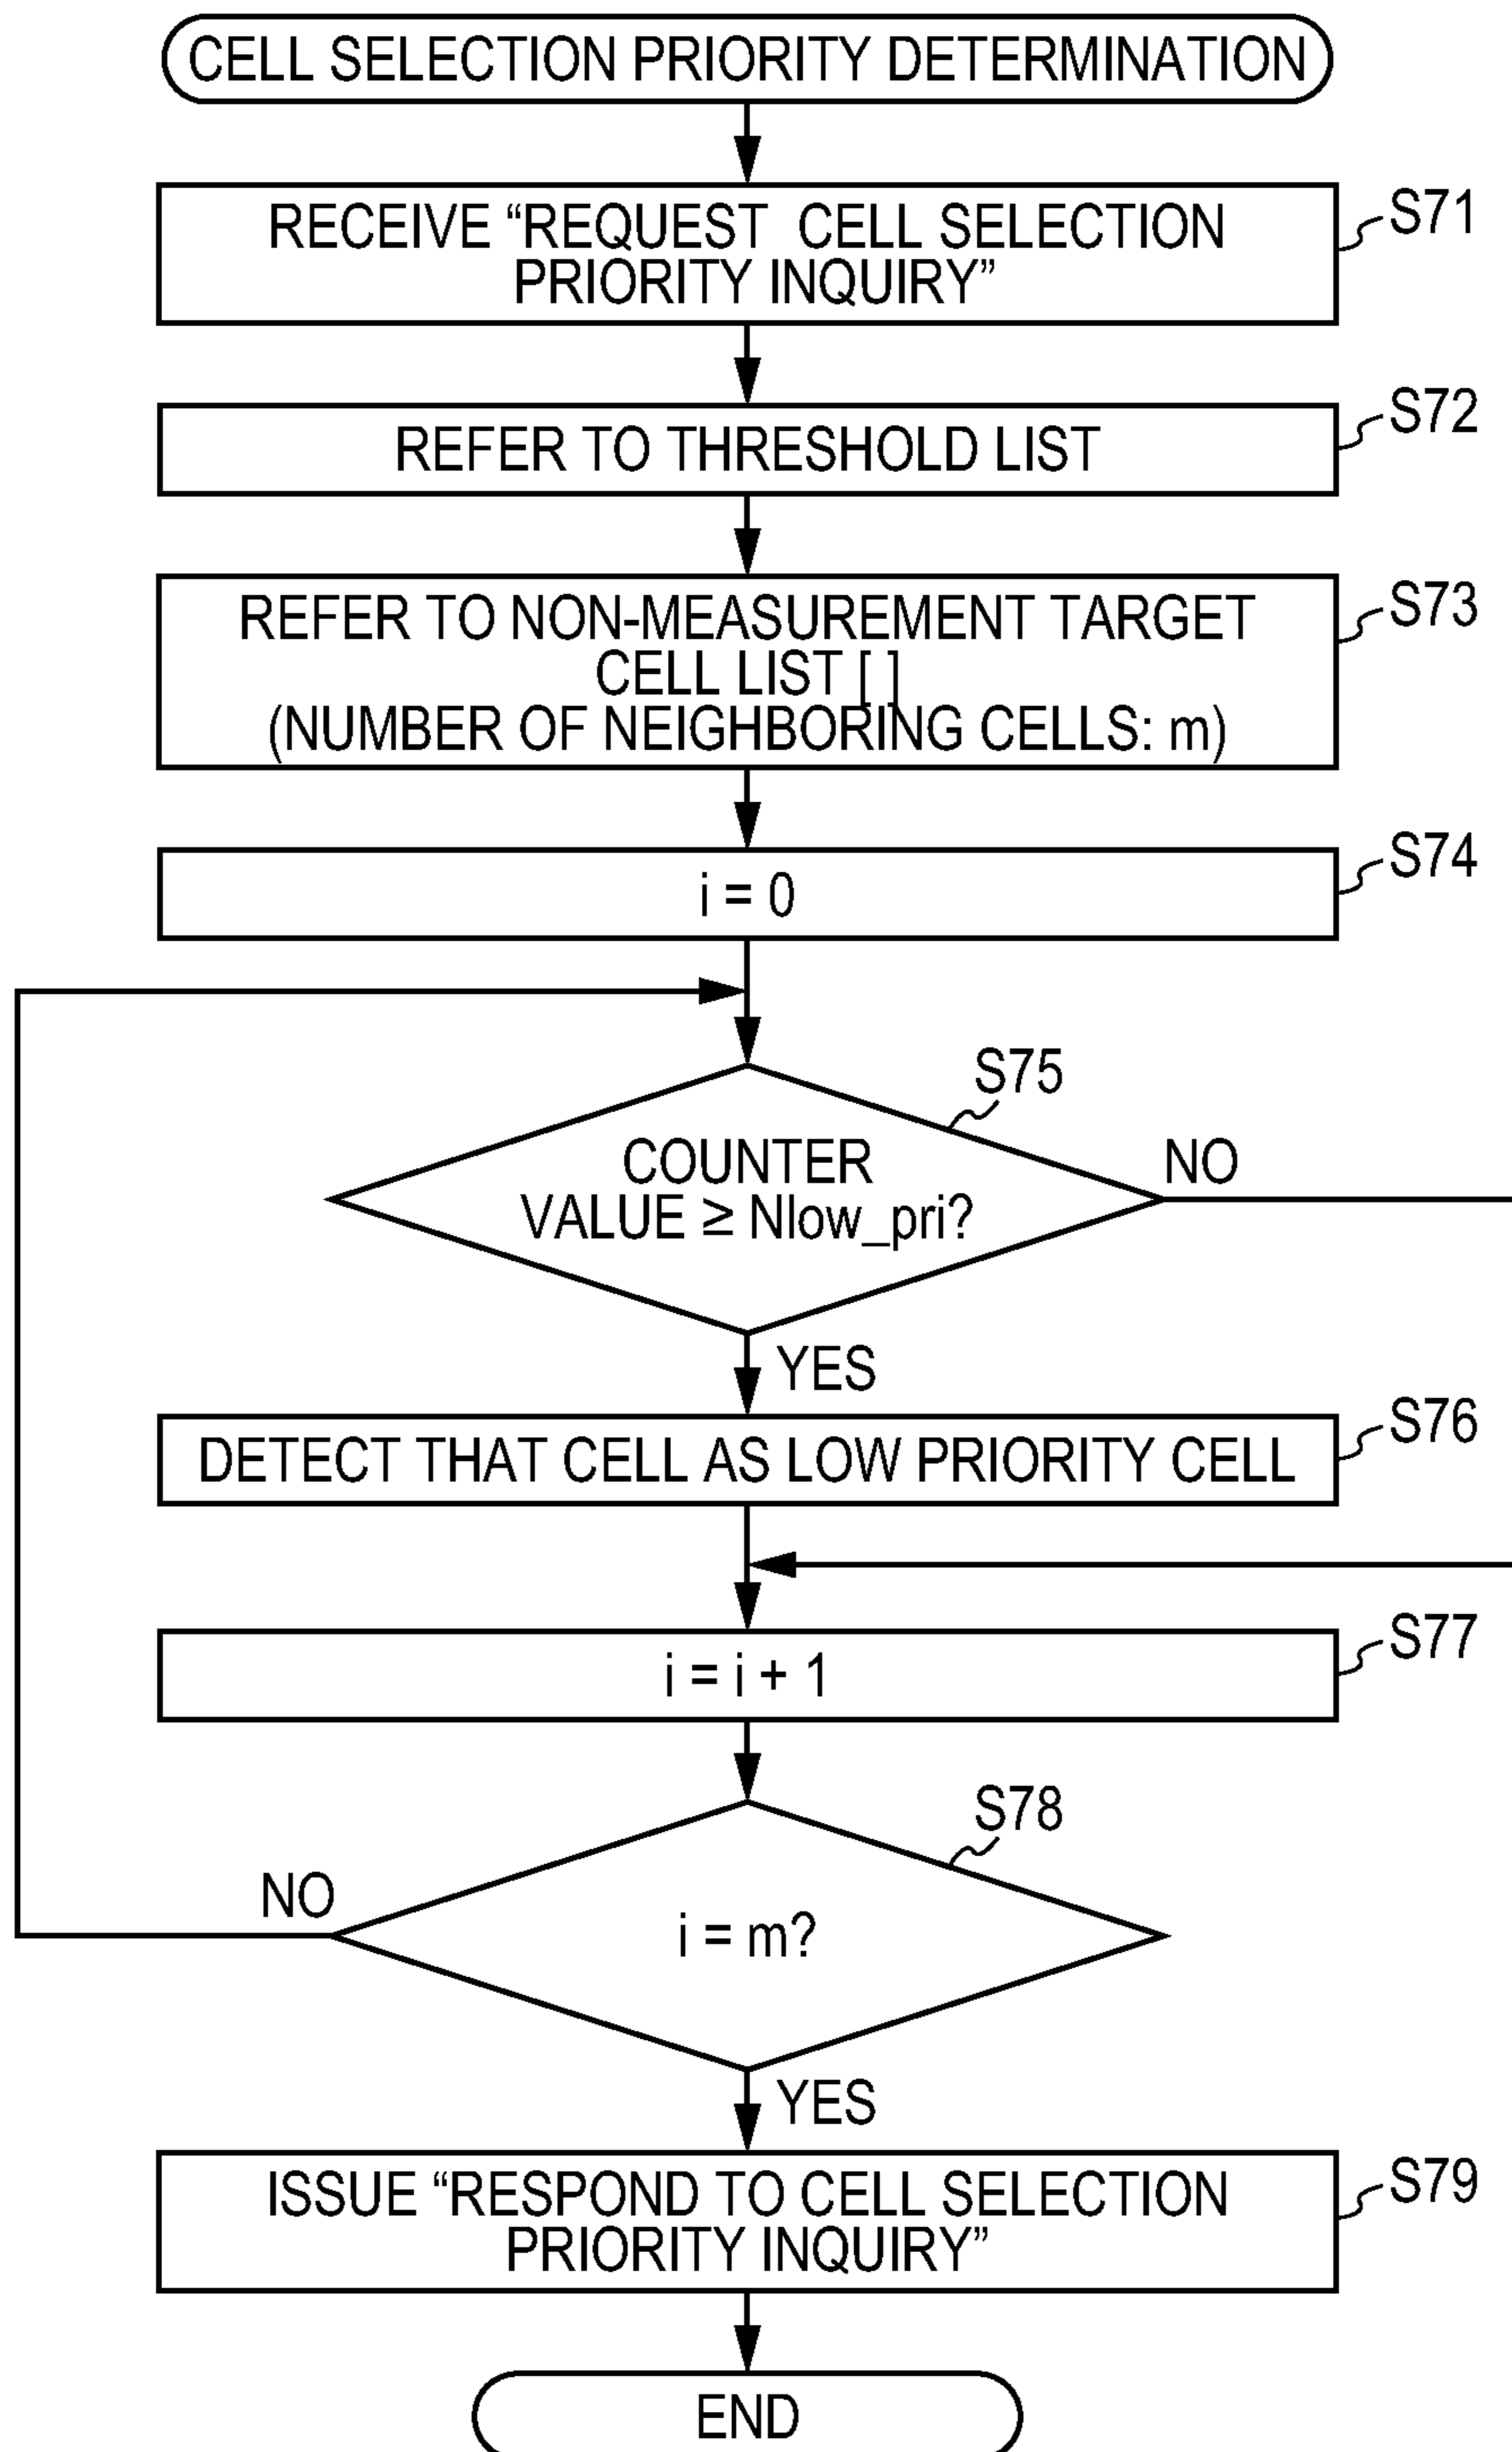 CELL SELECTION PRIORITY DETERMINATION
RECEIVE “REQUEST CELL SELECTION
PRIORITY INQUIRY”
S71
REFER TO THRESHOLD LIST
S72
REFER TO NON-MEASUREMENT TARGET
CELL LIST [ ]
(NUMBER OF NEIGHBORING CELLS: m)
S73
i = 0
S74
S75
COUNTER
VALUE ≥ Nlow_pri?
NO
YES
DETECT THAT CELL AS LOW PRIORITY CELL
S76
i = i + 1
S77
S78
i = m?
NO
YES
ISSUE “RESPOND TO CELL SELECTION
PRIORITY INQUIRY”
S79
END